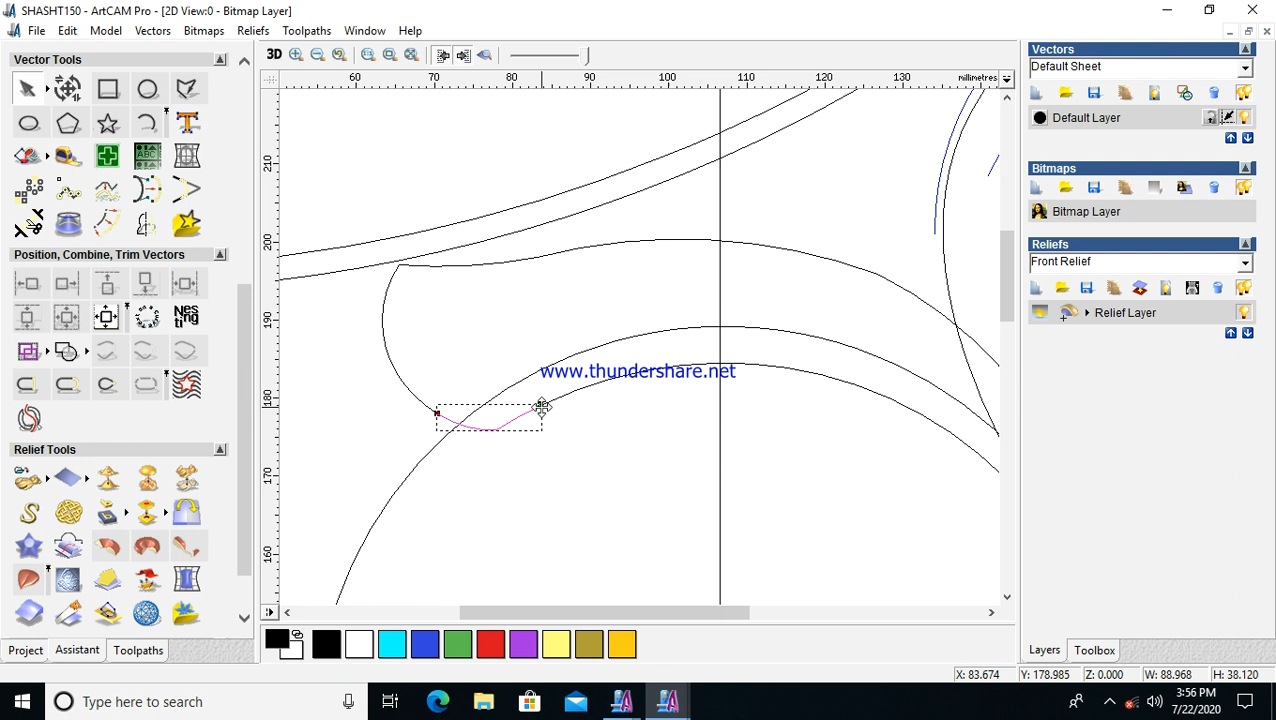 SHASHT150 - ArtCAM Pro - [2D View:0 - Bitmap Layer]
File Edit Model Vectors Bitmaps Reliefs Toolpaths Window Help
Vector Tools
3D
60 70 80 90 100 110 120 130 millimetres
210
200
190
180
170
160
ABC
Position, Combine, Trim Vectors
Nes
ting
Relief Tools
www.thundershare.net
Vectors
Default Sheet
Default Layer
Bitmaps
Bitmap Layer
Reliefs
Front Relief
Relief Layer
Project Assistant Toolpaths
Layers Toolbox
X: 83.674 Y: 178.985 Z: 0.000 W: 88.968 H: 38.120
Type here to search
3:56 PM
7/22/2020